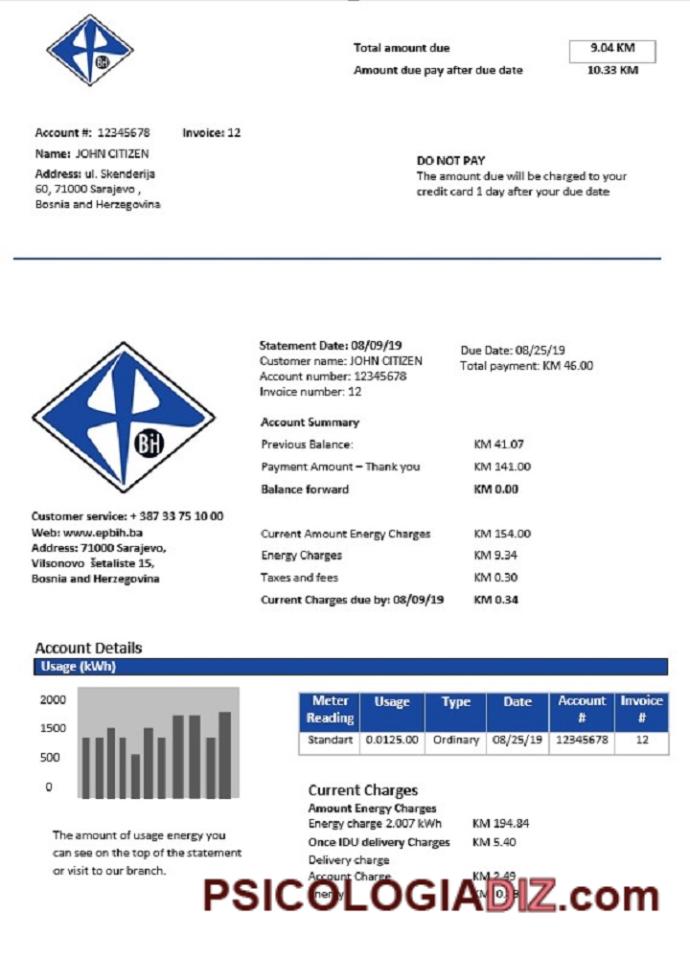 BiH
Total amount due 9.04 KM
Amount due pay after due date 10.33 KM
Account #: 12345678 Invoice: 12
Name: JOHN CITIZEN
Address: ul. Skenderija
60, 71000 Sarajevo ,
Bosnia and Herzegovina
DO NOT PAY
The amount due will be charged to your
credit card 1 day after your due date
BiH
Customer service: + 387 33 75 10 00
Web: www.epbih.ba
Address: 71000 Sarajevo,
Vilsonovo šetaliste 15,
Bosnia and Herzegovina
Statement Date: 08/09/19
Customer name: JOHN CITIZEN
Account number: 12345678
Invoice number: 12
Due Date: 08/25/19
Total payment: KM 46.00
Account Summary
Previous Balance: KM 41.07
Payment Amount – Thank you KM 141.00
Balance forward KM 0.00
Current Amount Energy Charges KM 154.00
Energy Charges KM 9.34
Taxes and fees KM 0.30
Current Charges due by: 08/09/19 KM 0.34
Account Details
Usage (kWh)
2000
1500
500
0
The amount of usage energy you
can see on the top of the statement
or visit to our branch.
Meter Reading Usage Type Date Account # Invoice #
Standart 0.0125.00 Ordinary 08/25/19 12345678 12
Current Charges
Amount Energy Charges
Energy charge 2.007 kWh KM 194.84
Once IDU delivery Charges KM 5.40
Delivery charge
Account Charge KM 2.49
PSICOLOGIADIZ.com